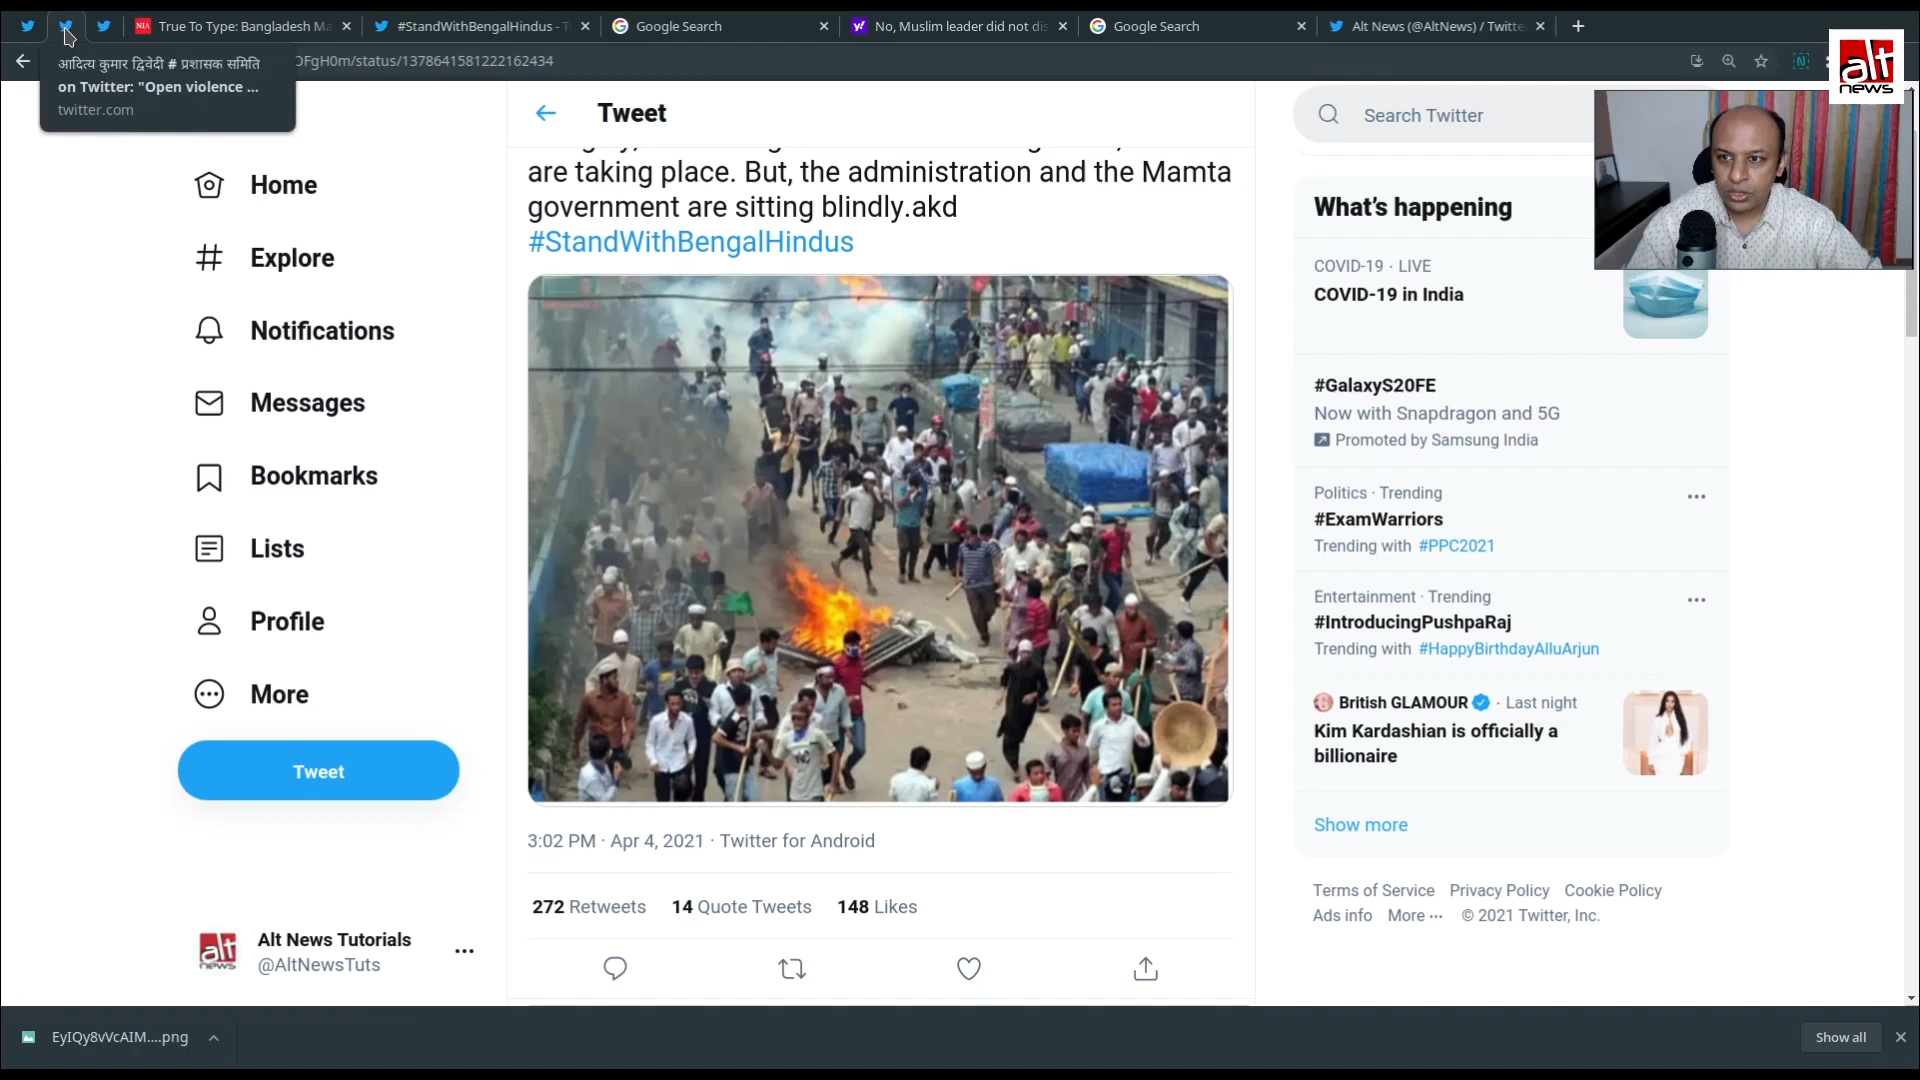 True To Type: Bangladesh Ma
#StandWithBengalHindus - T
Google Search
No, Muslim leader did not dis
Google Search
Alt News (@AltNews) / Twitte
DFgH0m/status/1378641581222162434
आदित्य कुमार द्विवेदी # प्रशासक समिति
on Twitter: "Open violence ...
twitter.com
alt
news
Tweet
Search Twitter
are taking place. But, the administration and the Mamta
government are sitting blindly.akd
#StandWithBengalHindus
Home
Explore
Notifications
Messages
Bookmarks
Lists
Profile
More
Tweet
Alt News Tutorials
@AltNewsTuts
alt
news
3:02 PM · Apr 4, 2021 · Twitter for Android
272 Retweets 14 Quote Tweets 148 Likes
What's happening
COVID-19 · LIVE
COVID-19 in India
#GalaxyS20FE
Now with Snapdragon and 5G
Promoted by Samsung India
Politics · Trending
#ExamWarriors
Trending with #PPC2021
Entertainment · Trending
#IntroducingPushpaRaj
Trending with #HappyBirthdayAlluArjun
British GLAMOUR · Last night
Kim Kardashian is officially a
billionaire
Show more
Terms of Service Privacy Policy Cookie Policy
Ads info More ··· © 2021 Twitter, Inc.
EyIQy8vVcAIM....png
Show all